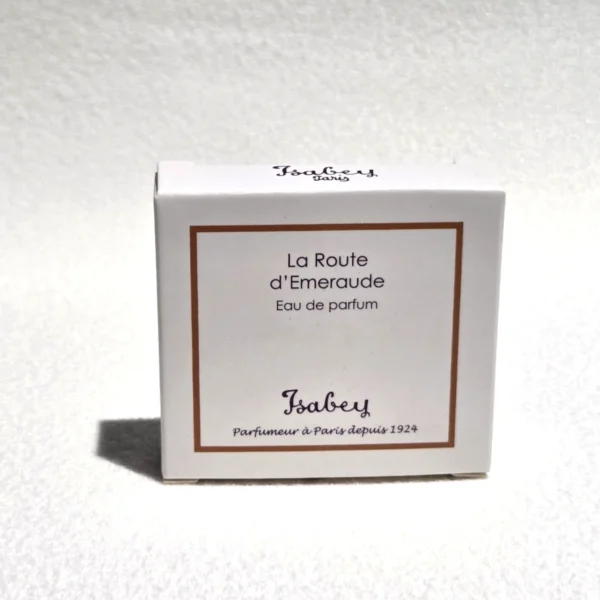 Isabey
Paris
La Route
d'Emeraude
Eau de parfum
Isabey
Parfumeur à Paris depuis 1924